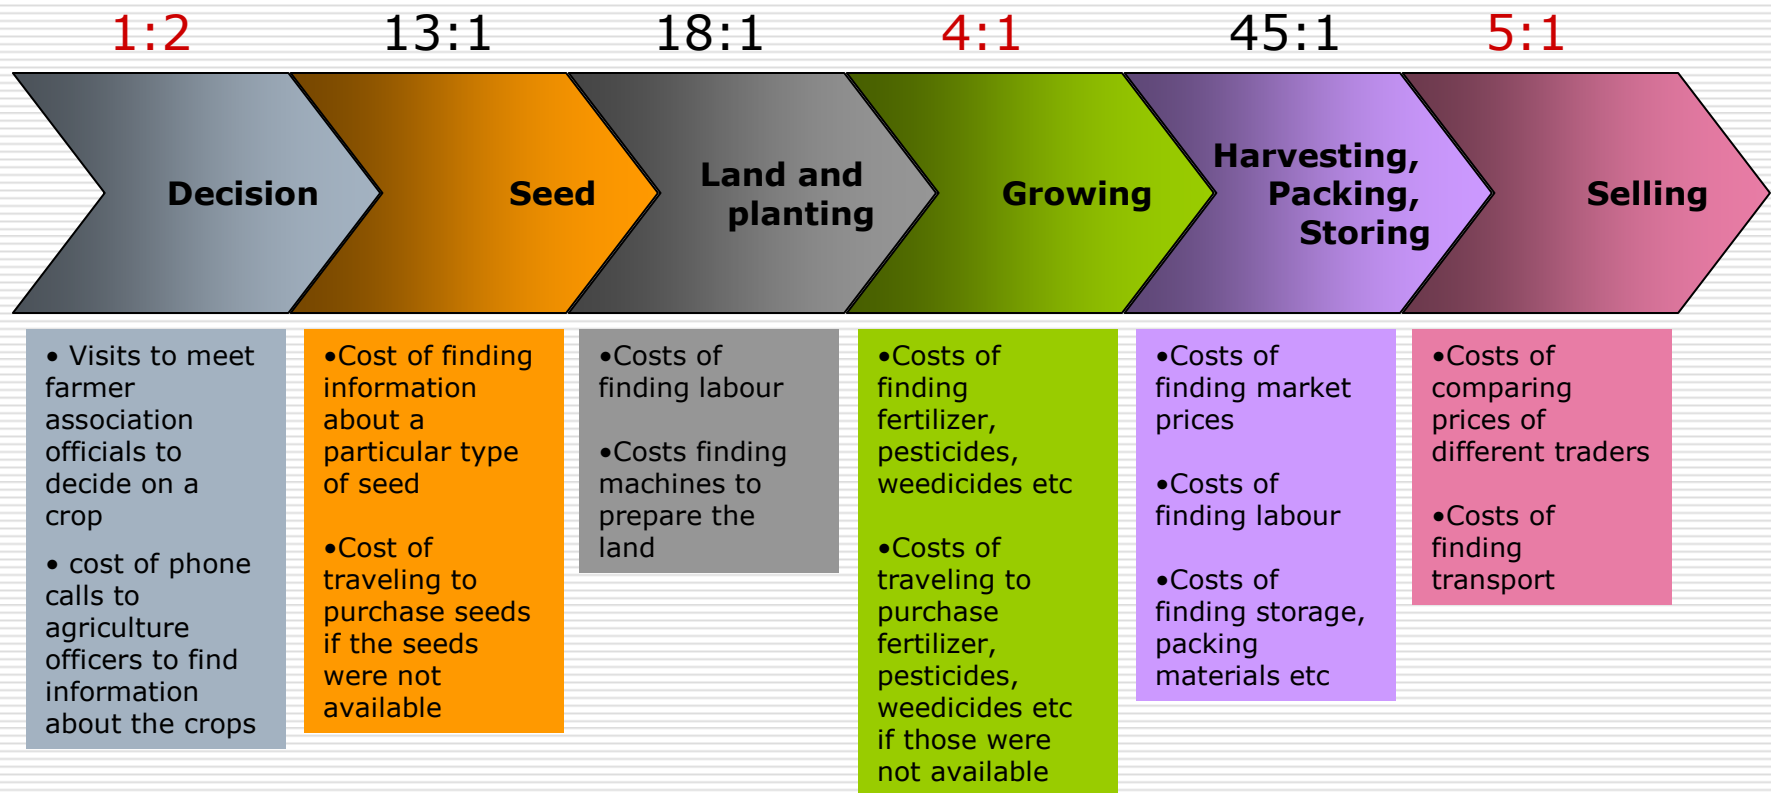 1:2
13:1
18:1
4:1
45:1
5:1
Decision
Seed
Land and
planting
Growing
Harvesting,
Packing,
Storing
Selling
• Visits to meet
farmer
association
officials to
decide on a
crop
• cost of phone
calls to
agriculture
officers to find
information
about the crops
•Cost of finding
information
about a
particular type
of seed
•Cost of
traveling to
purchase seeds
if the seeds
were not
available
•Costs of
finding labour
•Costs finding
machines to
prepare the
land
•Costs of
finding
fertilizer,
pesticides,
weedicides etc
•Costs of
traveling to
purchase
fertilizer,
pesticides,
weedicides etc
if those were
not available
•Costs of
finding market
prices
•Costs of
finding labour
•Costs of
finding storage,
packing
materials etc
•Costs of
comparing
prices of
different traders
•Costs of
finding
transport